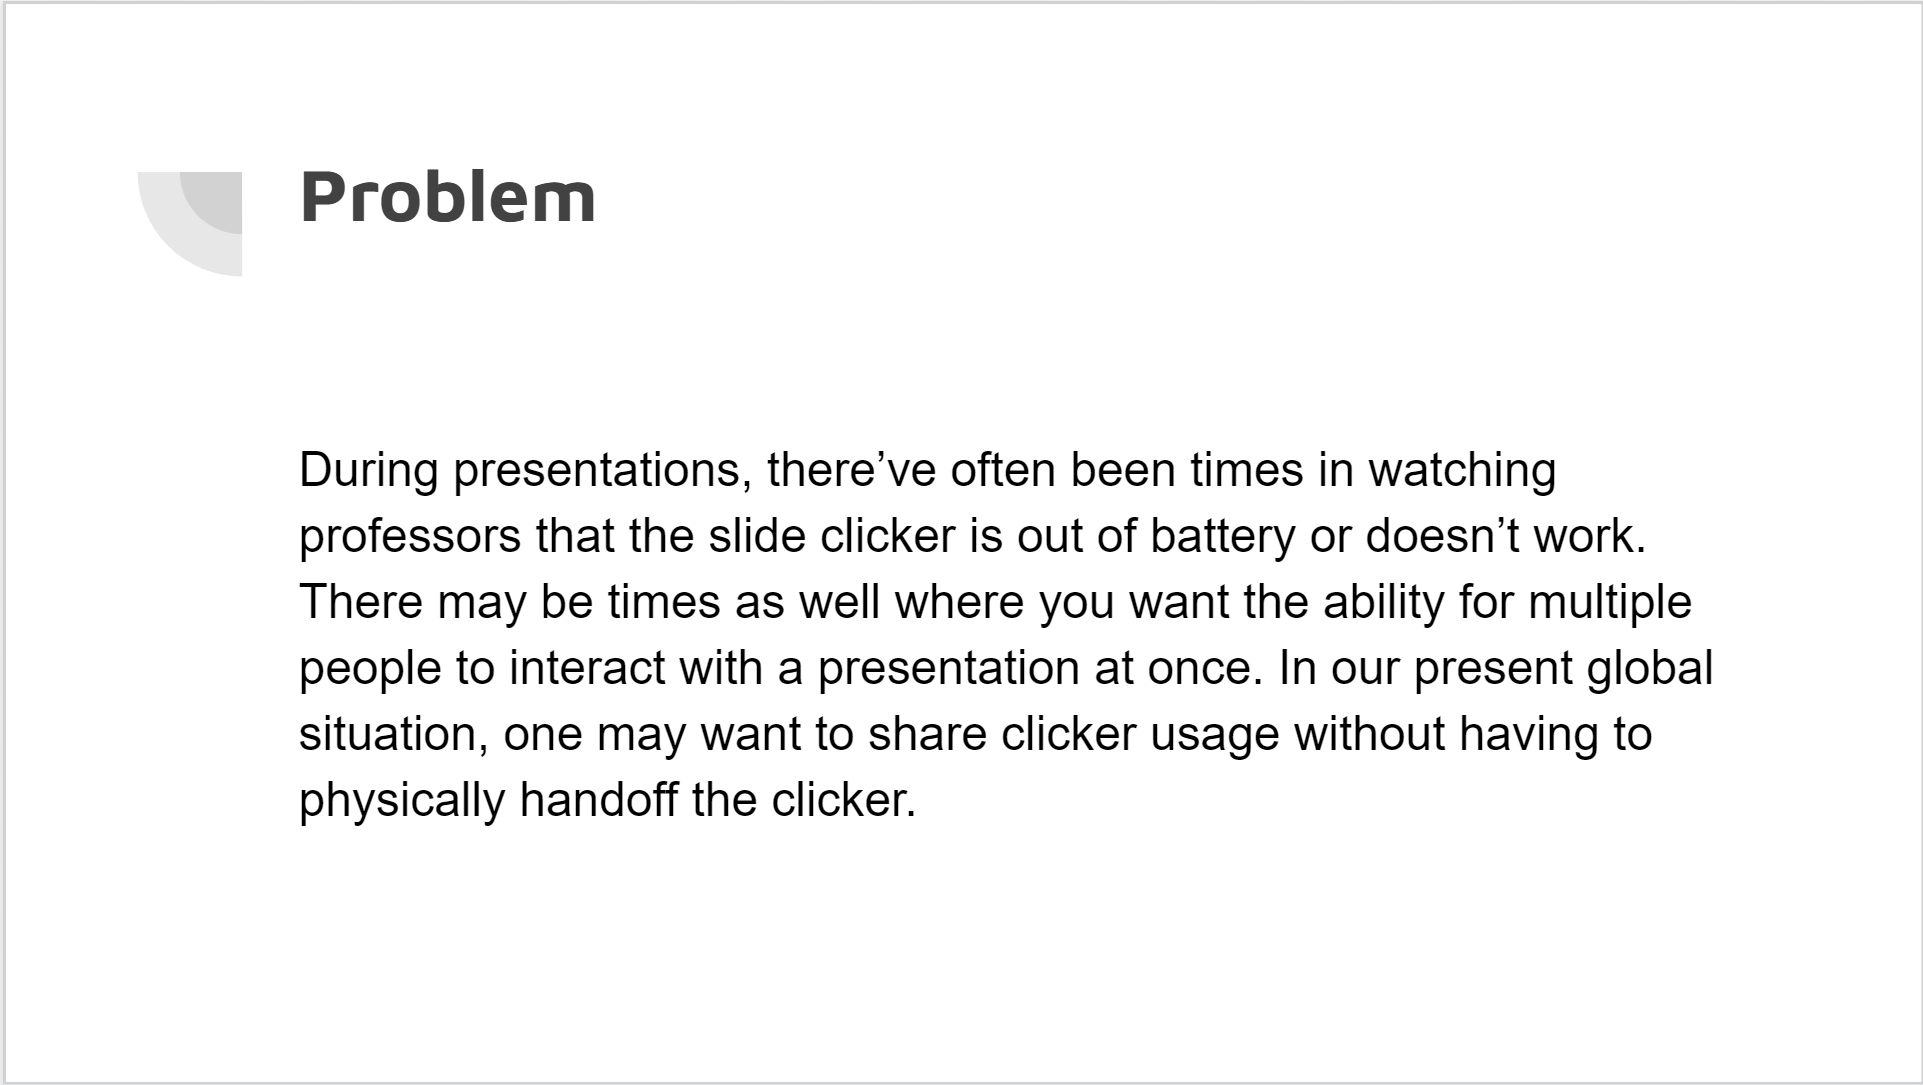 Problem
During presentations, there’ve often been times in watching
professors that the slide clicker is out of battery or doesn’t work.
There may be times as well where you want the ability for multiple
people to interact with a presentation at once. In our present global
situation, one may want to share clicker usage without having to
physically handoff the clicker.